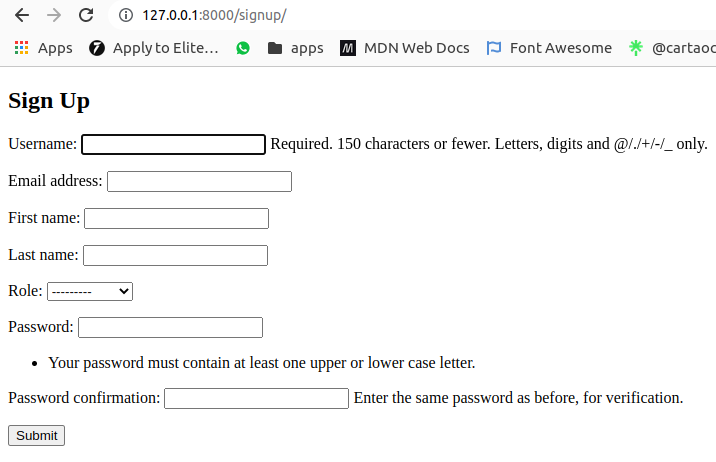 127.0.0.1:8000/signup/
Apps Apply to Elite… apps MDN Web Docs Font Awesome @cartaoc
Sign Up
Username: Required. 150 characters or fewer. Letters, digits and @/./+/-/_ only.
Email address:
First name:
Last name:
Role: ---------
Password:
• Your password must contain at least one upper or lower case letter.
Password confirmation: Enter the same password as before, for verification.
Submit